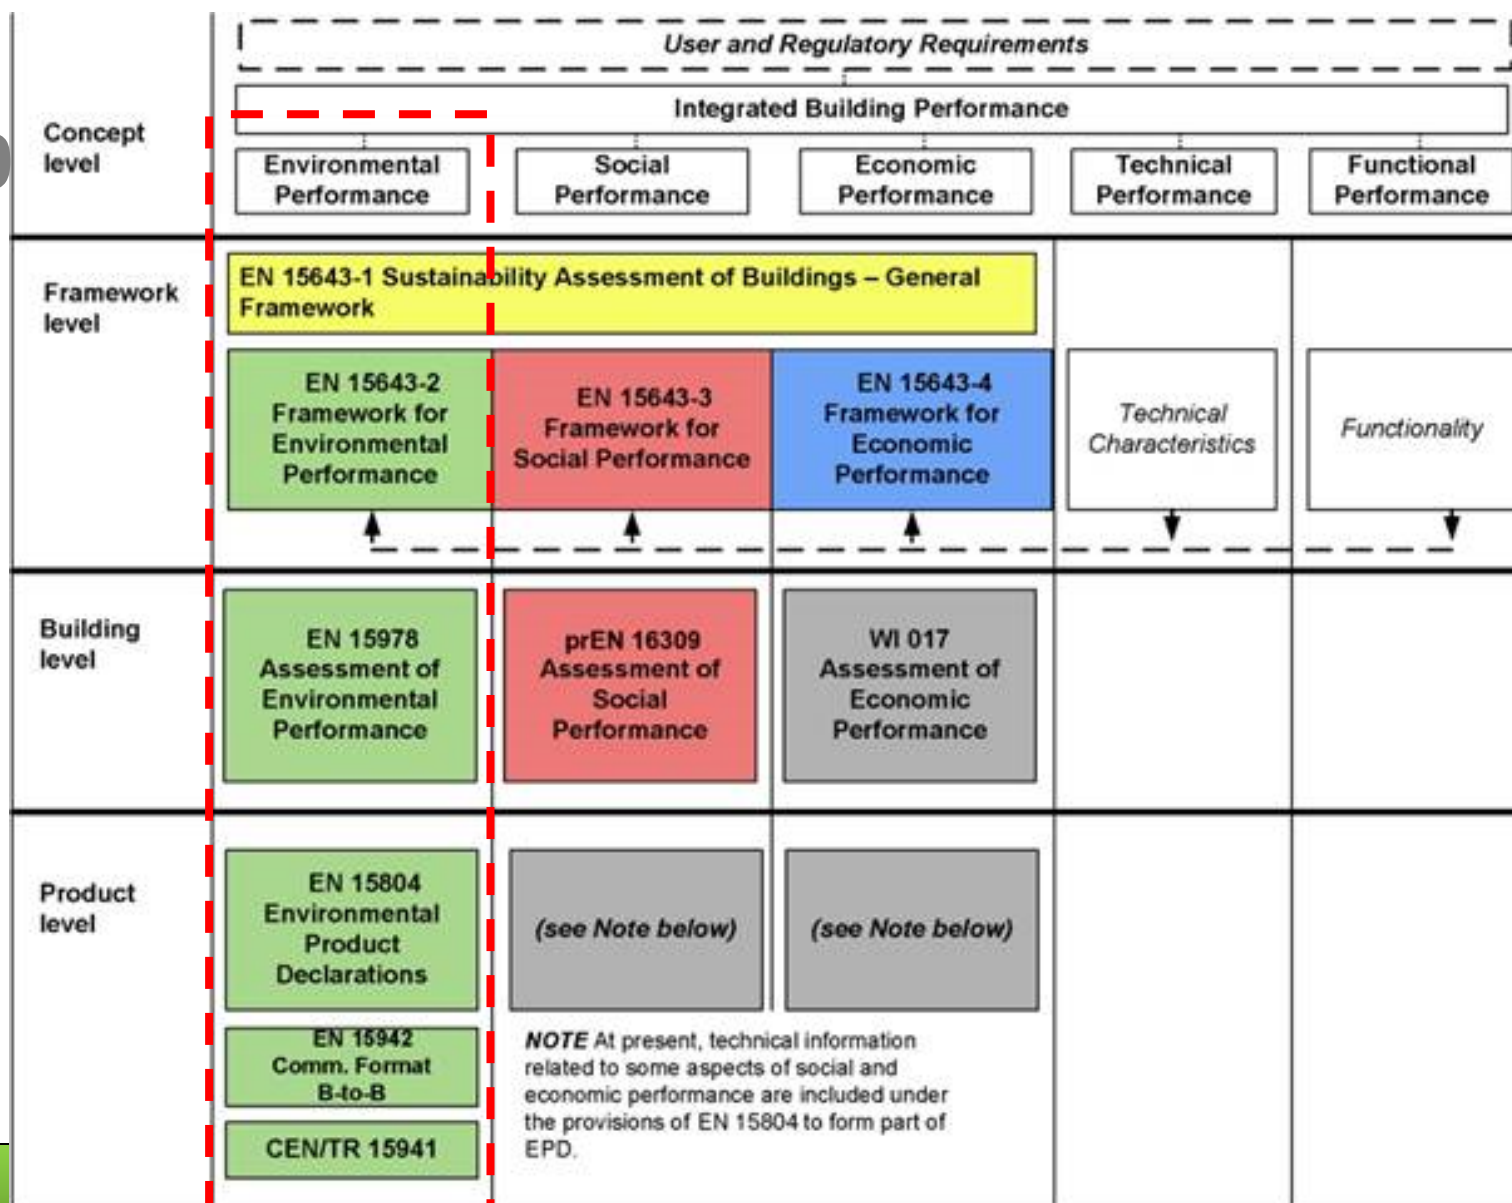 User and Regulatory Requirements
Integrated Building Performance
Concept
level
Environmental
Performance
Social
Performance
Economic
Performance
Technical
Performance
Functional
Performance
Framework
level
EN 15643-1 Sustainability Assessment of Buildings – General
Framework
EN 15643-2
Framework for
Environmental
Performance
EN 15643-3
Framework for
Social Performance
EN 15643-4
Framework for
Economic
Performance
Technical
Characteristics
Functionality
Building
level
EN 15978
Assessment of
Environmental
Performance
prEN 16309
Assessment of
Social
Performance
WI 017
Assessment of
Economic
Performance
Product
level
EN 15804
Environmental
Product
Declarations
(see Note below)
(see Note below)
EN 15942
Comm. Format
B-to-B
CEN/TR 15941
NOTE At present, technical information
related to some aspects of social and
economic performance are included under
the provisions of EN 15804 to form part of
EPD.